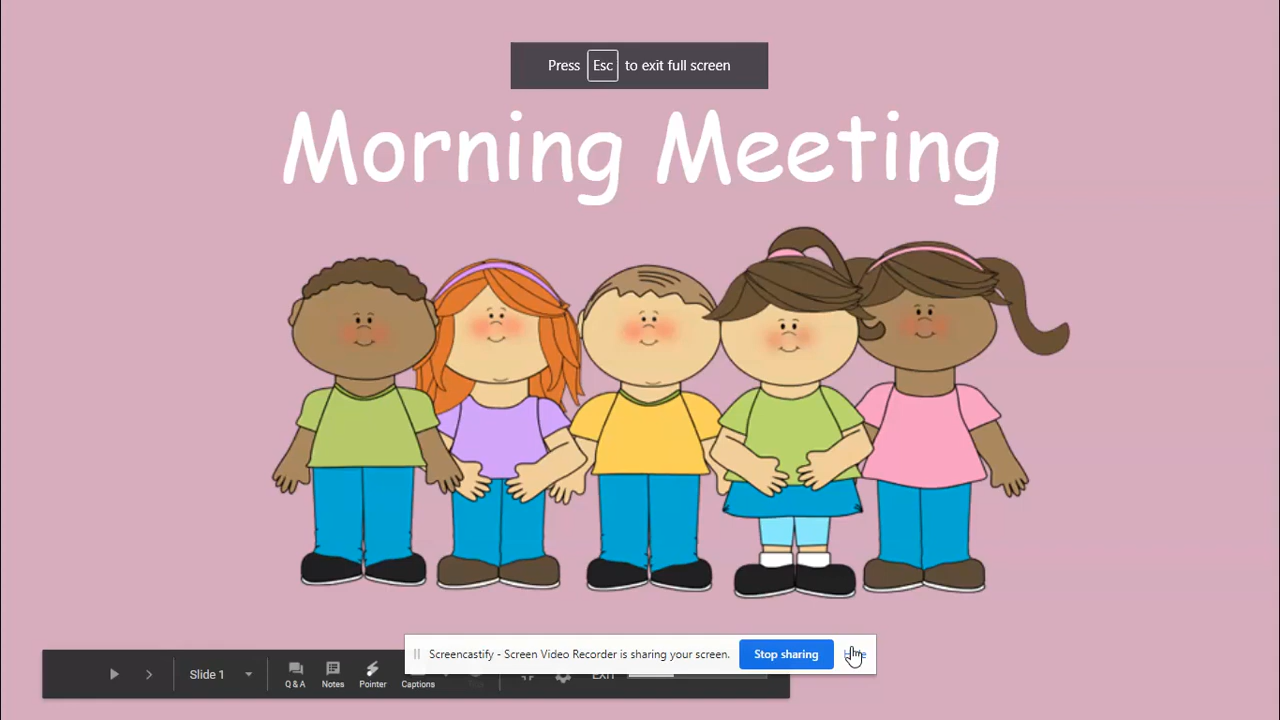 Press Esc to exit full screen
Morning Meeting
Screencastify - Screen Video Recorder is sharing your screen.
Stop sharing
Slide 1
Q & A
Notes
Pointer
Captions
EXIT